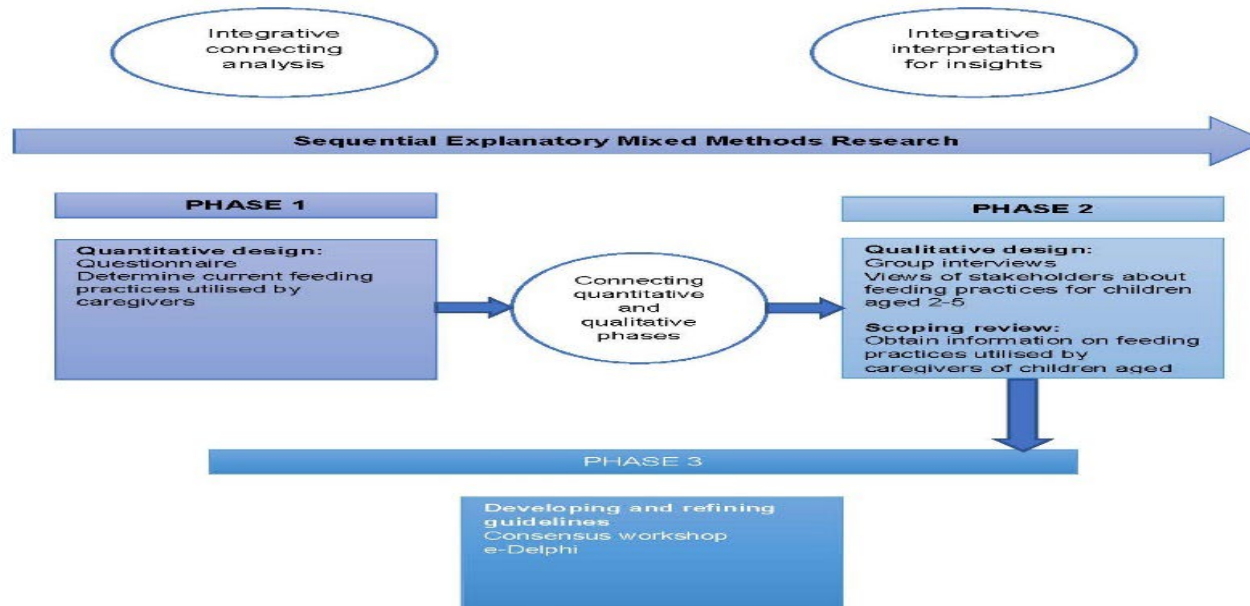 Integrative
connecting
analysis
Integrative
interpretation
for insights
Sequential Explanatory Mixed Methods Research
PHASE 1
Quantitative design:
Questionnaire
Determine current feeding
practices utilised by
caregivers
Connecting
quantitative
and
qualitative
phases
PHASE 2
Qualitative design:
Group interviews
Views of stakeholders about
feeding practices for children
aged 2-5
Scoping review:
Obtain information on feeding
practices utilised by
caregivers of children aged
PHASE 3
Developing and refining
guidelines
Consensus workshop
e-Delphi